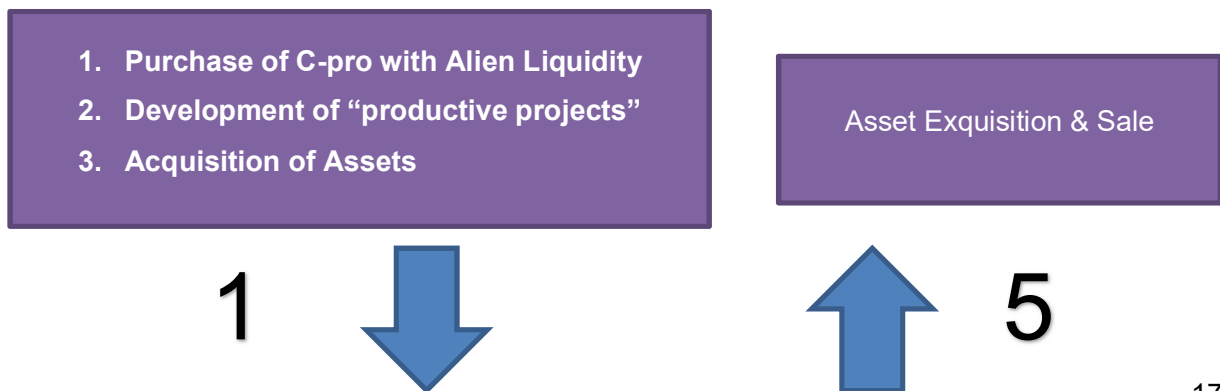 1. Purchase of C-pro with Alien Liquidity
2. Development of “productive projects”
3. Acquisition of Assets
Asset Exquisition & Sale
1
5
17